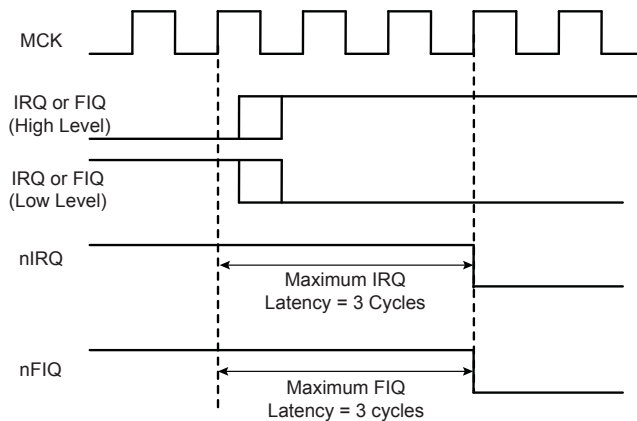 MCK
IRQ or FIQ
(High Level)
IRQ or FIQ
(Low Level)
nIRQ
Maximum IRQ
Latency = 3 Cycles
nFIQ
Maximum FIQ
Latency = 3 cycles